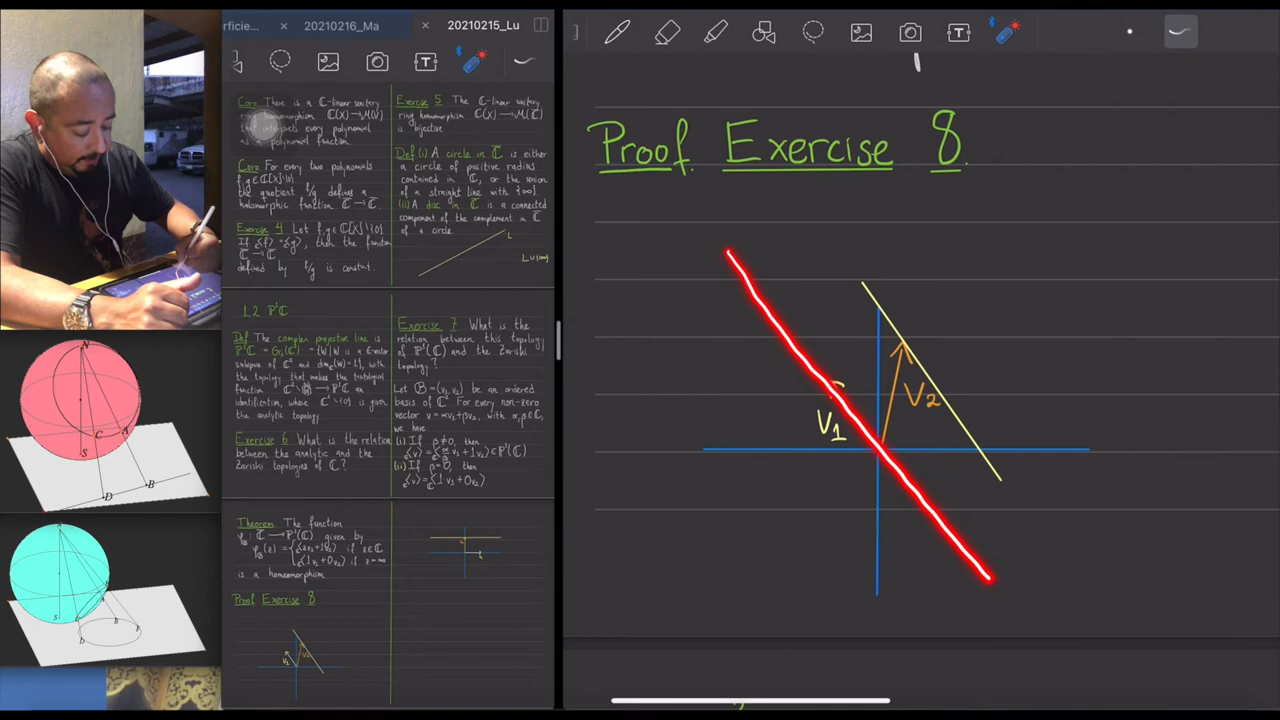 rficie...
20210216_Ma
20210215_Lu
Coro There is a ℂ-linear unitary
ring homomorphism ℂ(X)→M(V)
that interprets every polynomial
as a polynomial function.
Coro For every two polynomials
f,g∈ℂ[X]\{0}
the quotient f/g defines a
holomorphic function ℂ̅→ℂ̅.
Exercise 4 Let f,g∈ℂ[X]\{0}
If ≮f≯=≮g≯, then the function
ℂ̅→ℂ̅
defined by f/g is constant.
Exercise 5 The ℂ-linear unitary
ring homomorphism ℂ(X)→M(ℂ̅)
is bijective
Def (i) A circle in ℂ̅ is either
a circle of positive radius
contained in ℂ, or the union
of a straight line with {∞}
(ii) A disc in ℂ̅ is a connected
component of the complement in ℂ̅
of a circle.
L
L∪{∞}
1.2 P¹ℂ
Def The complex projective line is
P¹ℂ = G₁(ℂ²) = {W | W is a ℂ-vector
subspace of ℂ² and dim_ℂ(W)=1}, with
the topology that makes the tautological
function ℂ²\{0} → P¹ℂ an
identification, where ℂ²\{0} is given
the analytic topology
Exercise 6 What is the relation
between the analytic and the
Zariski topologies of ℂ?
Exercise 7 What is the
relation between this topology
of P¹(ℂ) and the Zariski
topology?
Let B=(v₁,v₂) be an ordered
basis of ℂ². For every non-zero
vector v=αv₁+βv₂, with α,β∈ℂ,
we have
(i) If β≠0, then
ℂ<v>=ℂ<α/β v₁+1v₂>∈P¹(ℂ)
(ii) If β=0, then
ℂ<v>=ℂ<1v₁+0v₂>
Theorem The function
φ_B: ℂ̅→P¹(ℂ) given by
φ_B(z)={ℂ<zv₁+1v₂> if z∈ℂ
ℂ<1v₁+0v₂> if z=∞
is a homeomorphism
Proof Exercise 8
V₁
V₂
Proof Exercise 8.
V₁
V₂
N
S
C
A
D
B
N
S